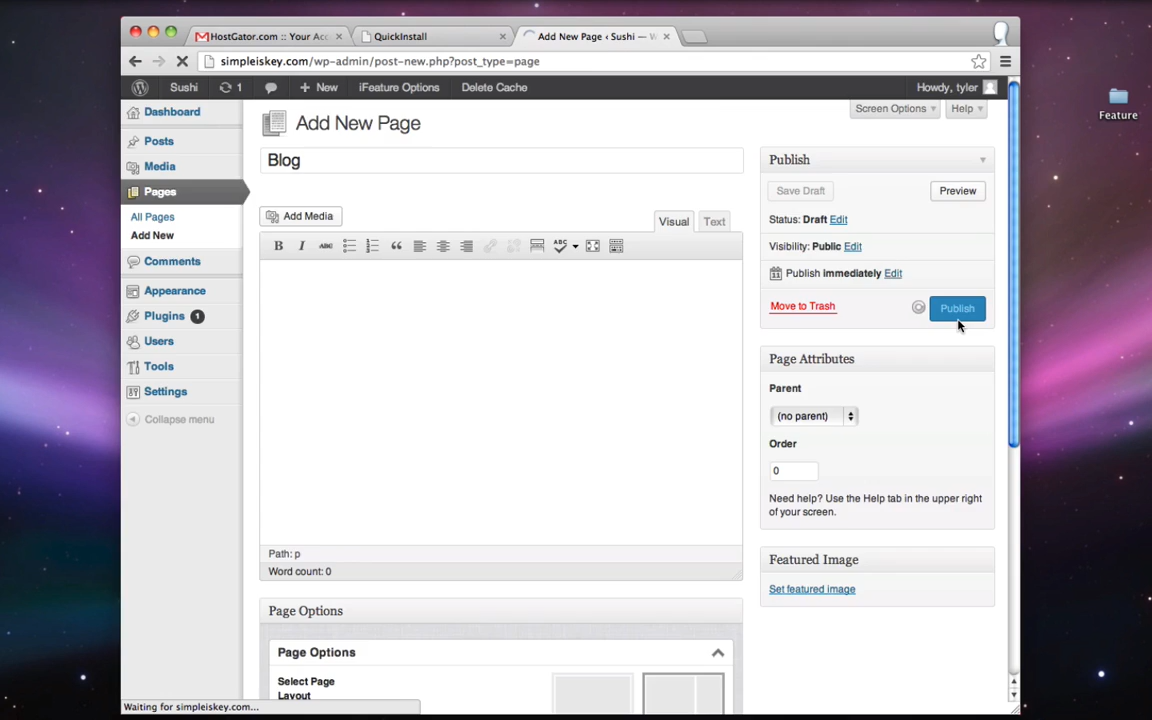 HostGator.com :: Your Acc
QuickInstall
Add New Page ‹ Sushi — W
simpleiskey.com/wp-admin/post-new.php?post_type=page
Sushi 1 New iFeature Options Delete Cache Howdy, tyler
Dashboard
Posts
Media
Pages
All Pages
Add New
Comments
Appearance
Plugins 1
Users
Tools
Settings
Collapse menu
Screen Options Help
Add New Page
Blog
Add Media
Visual Text
B I ABC ABC
Path: p
Word count: 0
Page Options
Page Options
Select Page
Layout
Publish
Save Draft Preview
Status: Draft Edit
Visibility: Public Edit
11 Publish immediately Edit
Move to Trash Publish
Page Attributes
Parent
(no parent)
Order
0
Need help? Use the Help tab in the upper right
of your screen.
Featured Image
Set featured image
Waiting for simpleiskey.com...
Feature